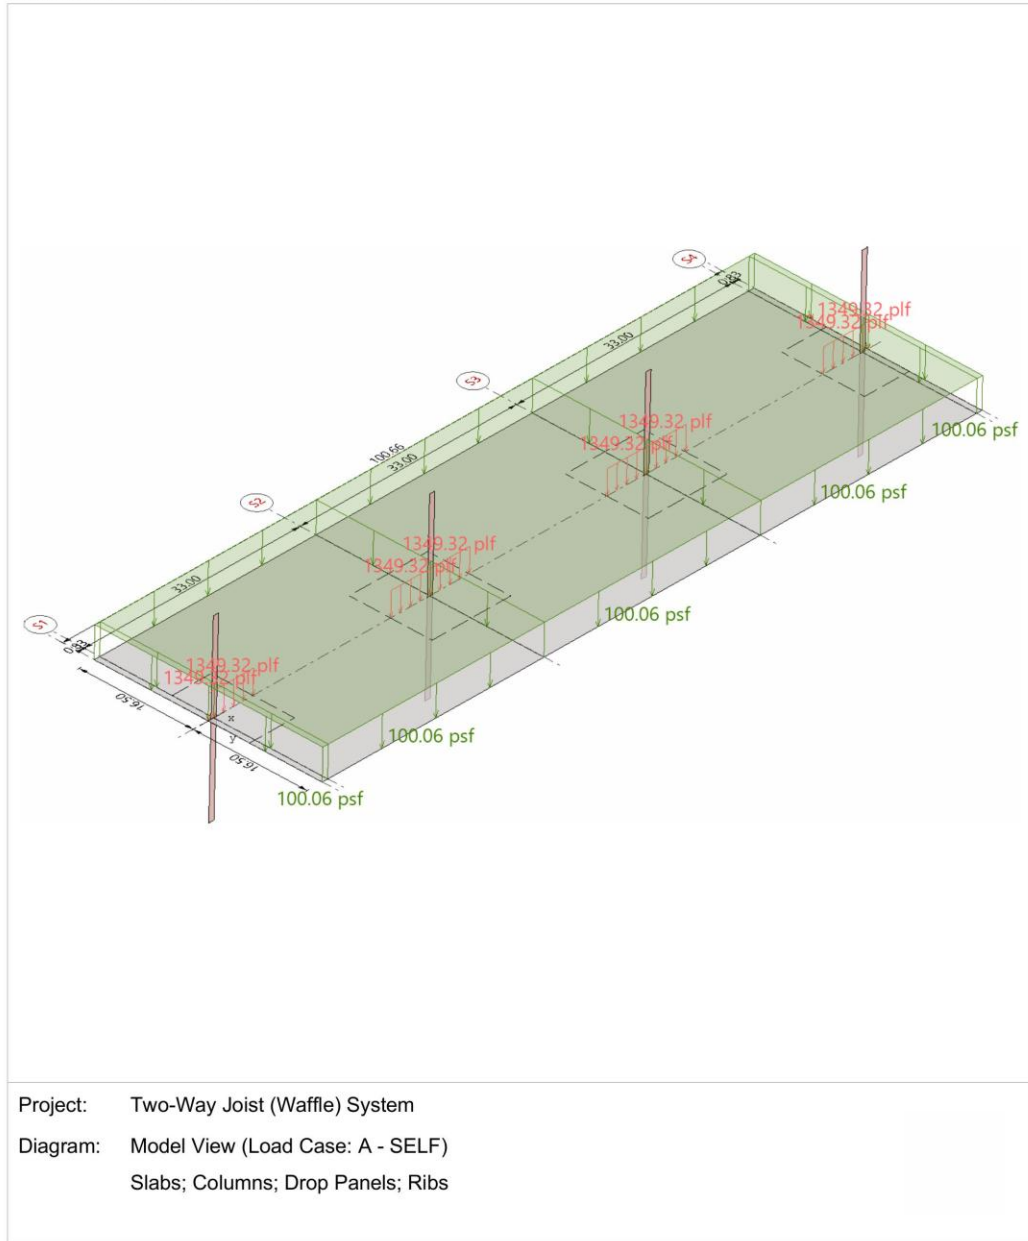 S4
0.83
1349.32 plf
1349.32 plf
33.00
S3
100.66
33.00
1349.32 plf
1349.32 plf
100.06 psf
S2
100.06 psf
33.00
1349.32 plf
1349.32 plf
100.06 psf
S1
0.83
1349.32 plf
1349.32 plf
16.50
x
Y
100.06 psf
16.50
100.06 psf
Project: Two-Way Joist (Waffle) System
Diagram: Model View (Load Case: A - SELF)
Slabs; Columns; Drop Panels; Ribs